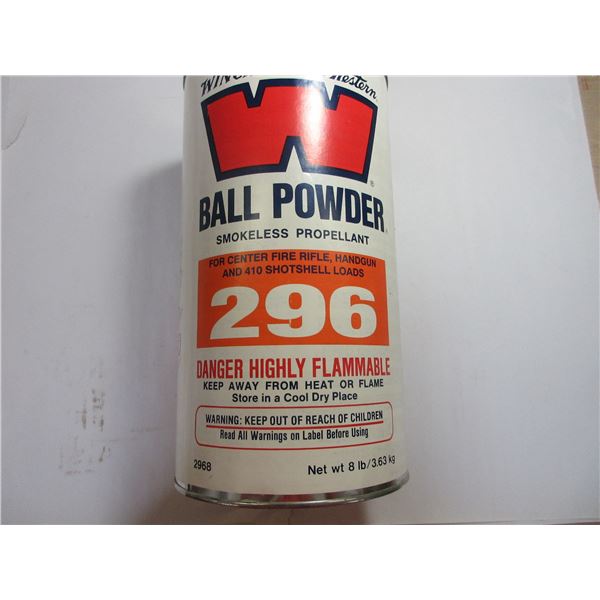 Western
W
®
BALL POWDER
SMOKELESS PROPELLANT
FOR CENTER FIRE RIFLE, HANDGUN
AND 410 SHOTSHELL LOADS
296
DANGER HIGHLY FLAMMABLE
KEEP AWAY FROM HEAT OR FLAME
Store in a Cool Dry Place
WARNING: KEEP OUT OF REACH OF CHILDREN
Read All Warnings on Label Before Using
2968 Net wt 8 lb/3.63 kg